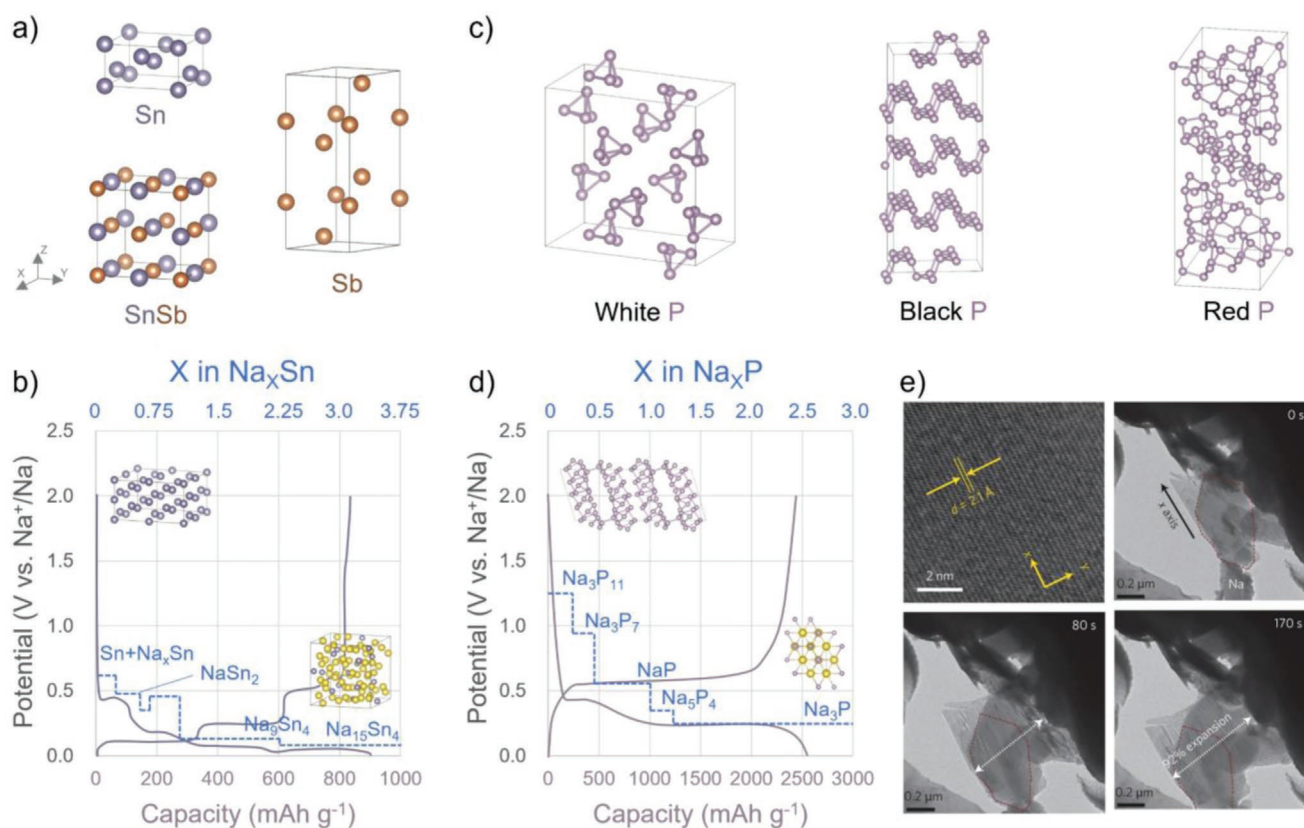 a)
Sn
SnSb
Z
X
Y
Sb
c)
White P
Black P
Red P
b)
X in NaₓSn
0 0.75 1.5 2.25 3.1 3.75
Potential (V vs. Na⁺/Na)
2.5
2.0
1.5
1.0
0.5
0.0
Sn+NaₓSn
NaSn₂
Na₉Sn₄
Na₁₅Sn₄
0 200 400 600 800 1000
Capacity (mAh g⁻¹)
d)
X in NaₓP
0 0.5 1.0 1.5 2.0 2.5 3.0
Potential (V vs. Na⁺/Na)
2.5
2.0
1.5
1.0
0.5
0.0
Na₃P₁₁
Na₃P₇
NaP
Na₅P₄
Na₃P
0 500 1000 1500 2000 2500 3000
Capacity (mAh g⁻¹)
e)
d = 2.1 Å
X
Y
2 nm
0 s
x axis
Na
0.2 µm
80 s
0.2 µm
170 s
92% expansion
0.2 µm